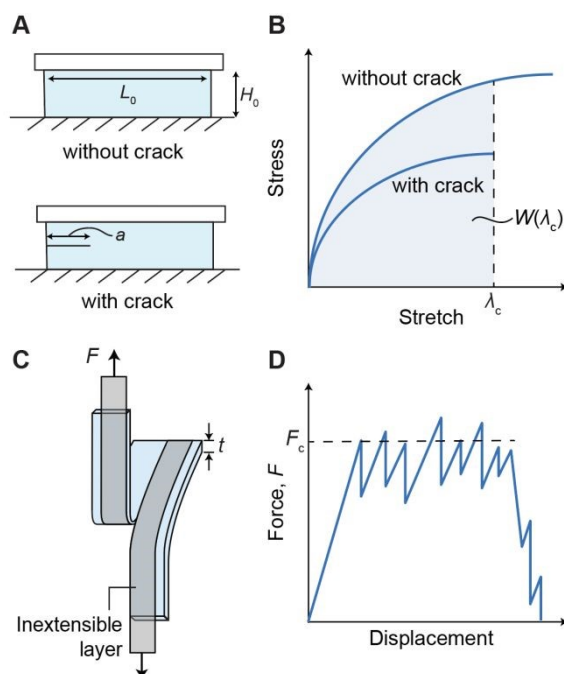 A
L₀
H₀
without crack
a
with crack
B
without crack
with crack
W(λc)
Stress
λc
Stretch
C
F
t
Inextensible
layer
D
Fc
Force, F
Displacement